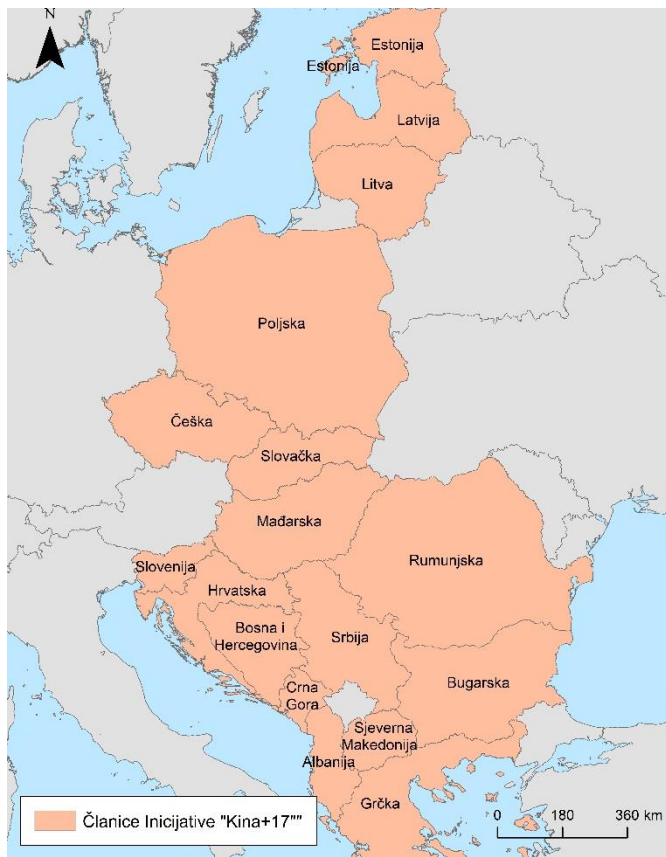 N
Estonija
Estonija
Latvija
Litva
Poljska
Češka
Slovačka
Mađarska
Rumunjska
Slovenija
Hrvatska
Bosna i
Hercegovina
Srbija
Crna
Gora
Bugarska
Sjeverna
Makedonija
Albanija
Grčka
Članice Inicijative "Kina+17""
0 180 360 km